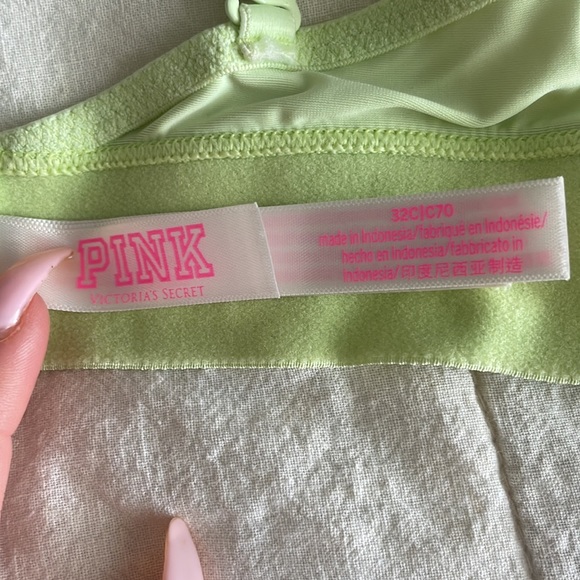 PINK
VICTORIA'S SECRET
32C|C70
made in Indonesia/fabriqué en Indonésie/
hecho en Indonesia/fabbricato in
Indonesia/印度尼西亚制造